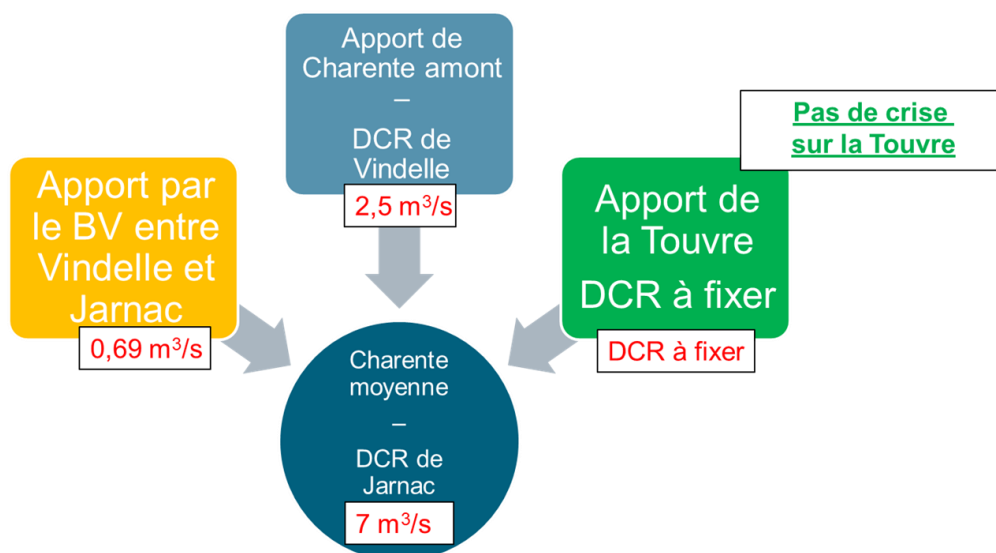 Apport de
Charente amont
–
DCR de
Vindelle
2,5 m³/s
Pas de crise
sur la Touvre
Apport par
le BV entre
Vindelle et
Jarnac
0,69 m³/s
Apport de
la Touvre
DCR à fixer
DCR à fixer
Charente
moyenne
–
DCR de
Jarnac
7 m³/s